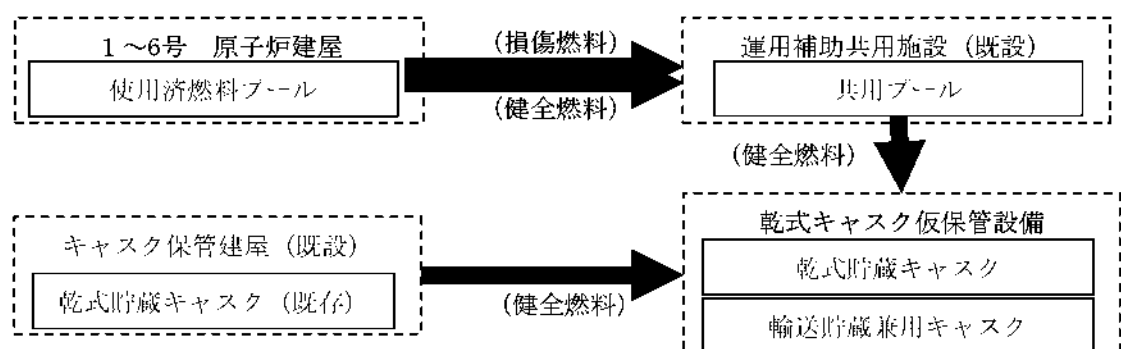 1～6号　原子炉建屋
使用済燃料プール
(損傷燃料)
(健全燃料)
運用補助共用施設（既設）
共用プール
(健全燃料)
キャスク保管建屋（既設）
乾式貯蔵キャスク（既存）
(健全燃料)
乾式キャスク仮保管設備
乾式貯蔵キャスク
輸送貯蔵兼用キャスク